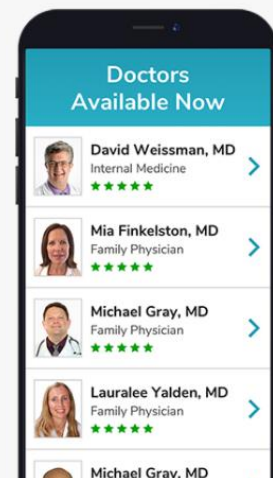 Doctors
Available Now
David Weissman, MD
Internal Medicine
Mia Finkelston, MD
Family Physician
Michael Gray, MD
Family Physician
Lauralee Yalden, MD
Family Physician
Michael Gray, MD